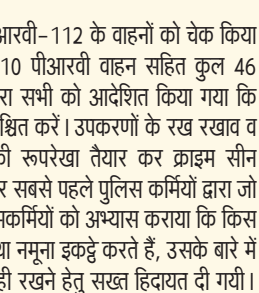 आरवी-112 के वाहनों को चेक किया
10 पीआरवी वाहन सहित कुल 46
सभी को आदेशित किया गया कि
करें। उपकरणों के रख रखाव व
रूपरेखा तैयार कर क्राइम सीन
सबसे पहले पुलिस कर्मियों द्वारा जो
को अभ्यास कराया कि किस
नमूना इकट्ठे करते हैं, उसके बारे में
रखने हेतु सख्त हिदायत दी गयी।